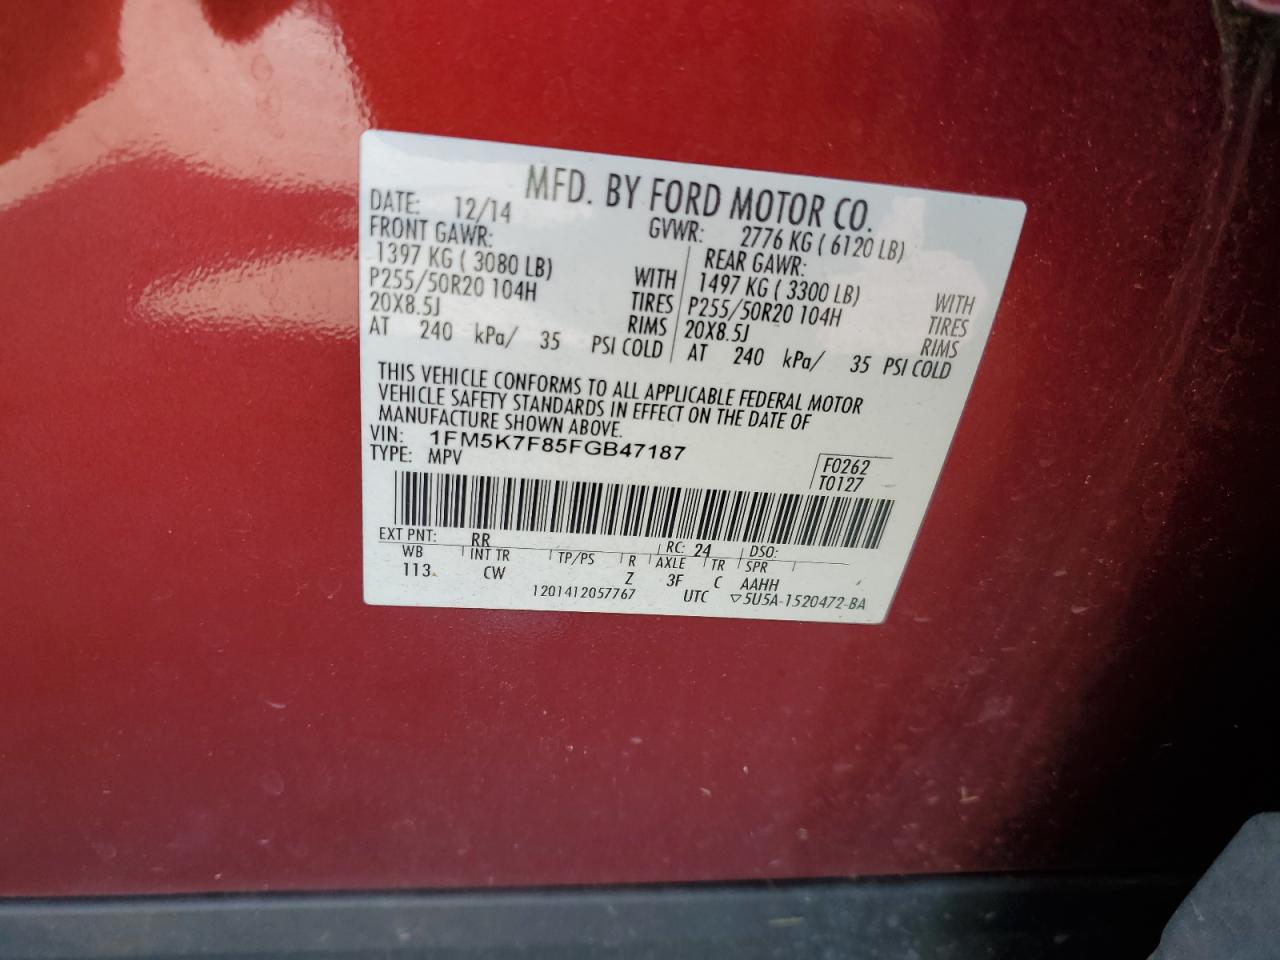 MFD. BY FORD MOTOR CO.
DATE: 12/14 GVWR: 2776 KG ( 6120 LB)
FRONT GAWR: REAR GAWR:
1397 KG ( 3080 LB) WITH 1497 KG ( 3300 LB) WITH
P255/50R20 104H TIRES P255/50R20 104H TIRES
20X8.5J RIMS 20X8.5J RIMS
AT 240 kPa/ 35 PSI COLD AT 240 kPa/ 35 PSI COLD
THIS VEHICLE CONFORMS TO ALL APPLICABLE FEDERAL MOTOR
VEHICLE SAFETY STANDARDS IN EFFECT ON THE DATE OF
MANUFACTURE SHOWN ABOVE.
VIN: 1FM5K7F85FGB47187
TYPE: MPV
F0262
T0127
EXT PNT: RR RC: 24 DSO:
WB INT TR TP/PS R AXLE TR SPR
113 CW Z 3F C AAHH
1201412057767 UTC ▽5U5A-1520472-BA